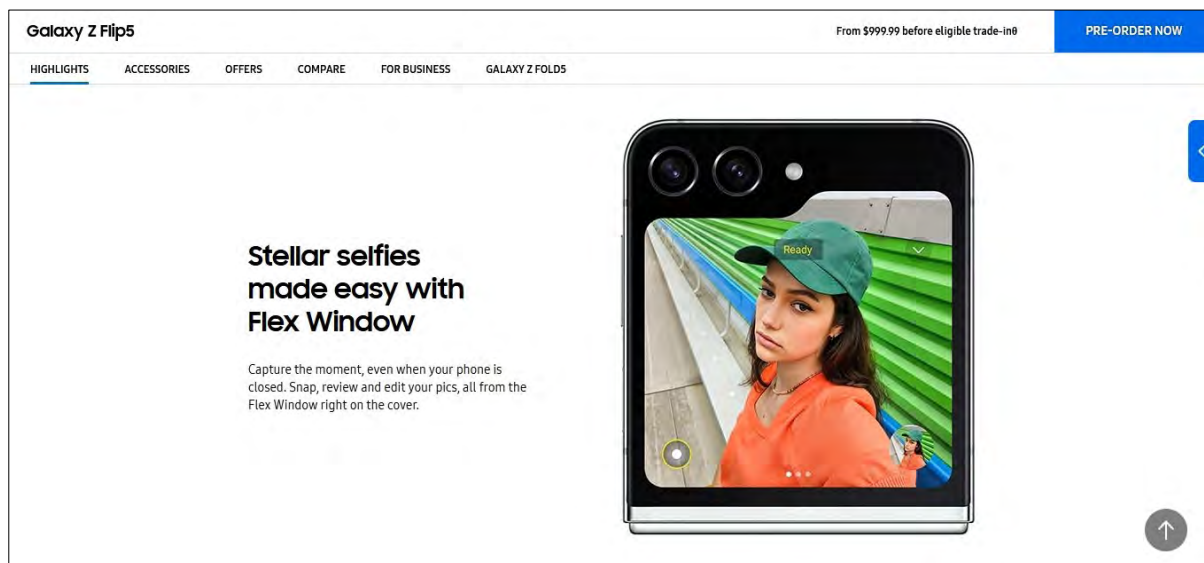 Galaxy Z Flip5
From $999.99 before eligible trade-inθ
PRE-ORDER NOW
HIGHLIGHTS
ACCESSORIES
OFFERS
COMPARE
FOR BUSINESS
GALAXY Z FOLD5
Stellar selfies
made easy with
Flex Window
Capture the moment, even when your phone is
closed. Snap, review and edit your pics, all from the
Flex Window right on the cover.
Ready